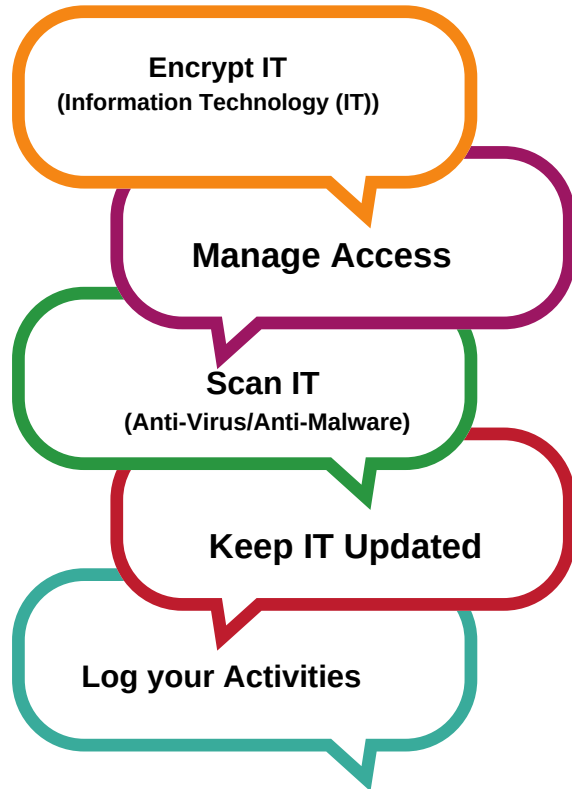 Encrypt IT
(Information Technology (IT))
Manage Access
Scan IT
(Anti-Virus/Anti-Malware)
Keep IT Updated
Log your Activities